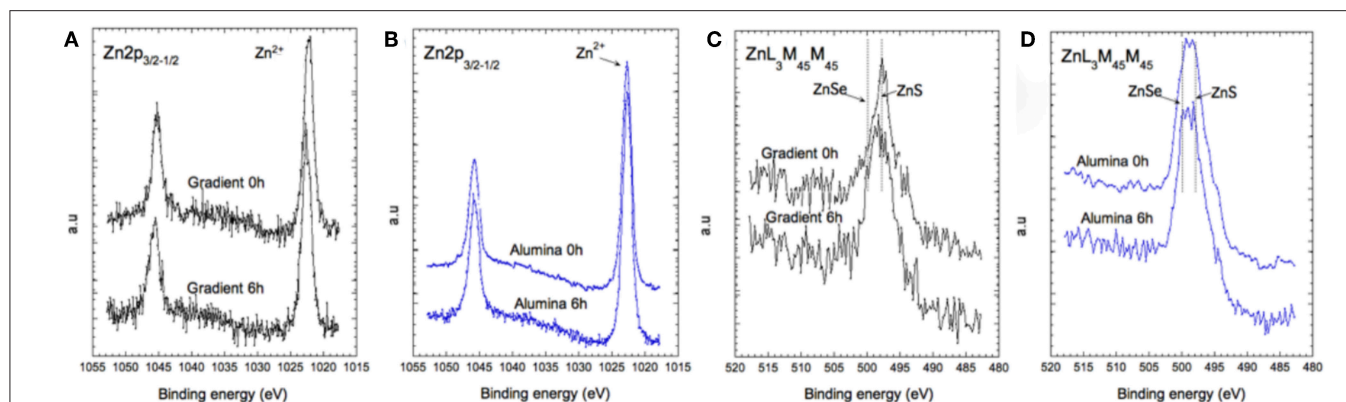 A
Zn2p3/2-1/2
Zn2+
Gradient 0h
Gradient 6h
a.u
1055 1050 1045 1040 1035 1030 1025 1020 1015
Binding energy (eV)
B
Zn2p3/2-1/2
Zn2+
Alumina 0h
Alumina 6h
a.u
1055 1050 1045 1040 1035 1030 1025 1020 1015
Binding energy (eV)
C
ZnL3M45M45
ZnSe
ZnS
Gradient 0h
Gradient 6h
a.u
520 515 510 505 500 495 490 485 480
Binding energy (eV)
D
ZnL3M45M45
ZnSe
ZnS
Alumina 0h
Alumina 6h
a.u
520 515 510 505 500 495 490 485 480
Binding energy (eV)